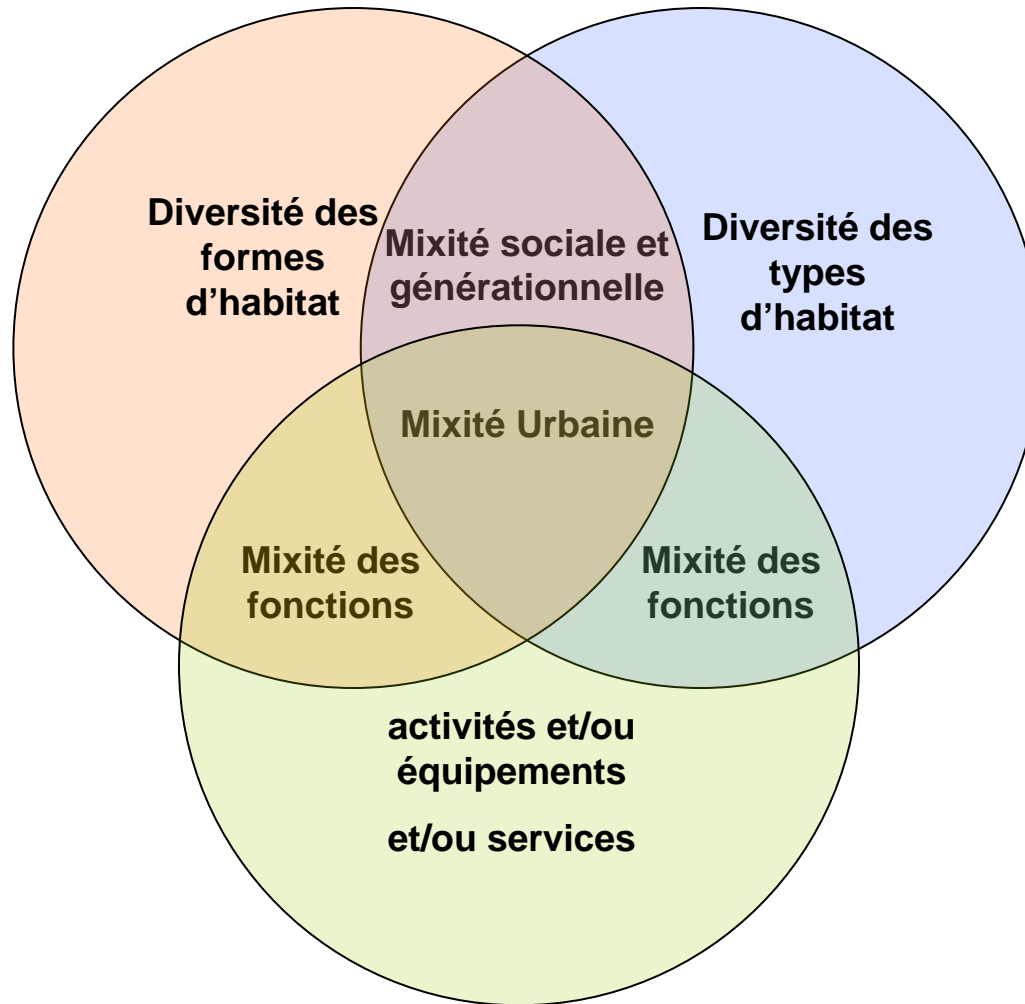 Diversité des
formes
d’habitat
Mixité sociale et
générationnelle
Diversité des
types
d’habitat
Mixité Urbaine
Mixité des
fonctions
Mixité des
fonctions
activités et/ou
équipements
et/ou services